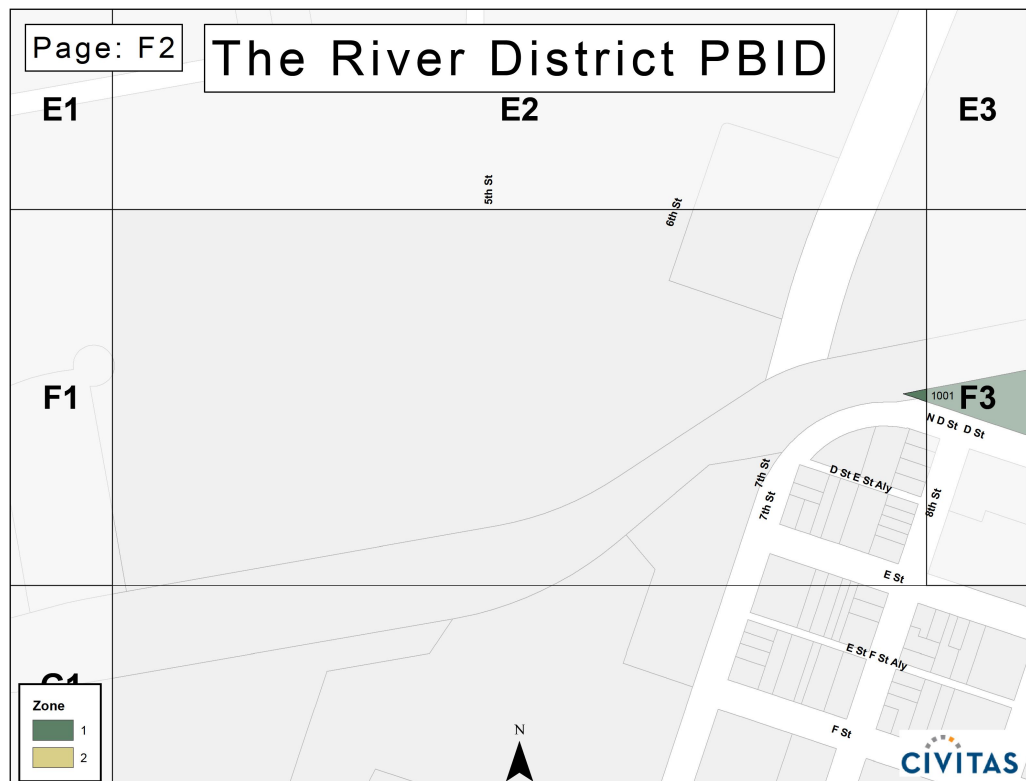 Page: F2
The River District PBID
E1
E2
E3
5th St
6th St
F1
1001
F3
N D St D St
7th St
D St E St Aly
7th St
8th St
E St
E St F St Aly
G1
Zone
1
2
F St
N
CIVITAS